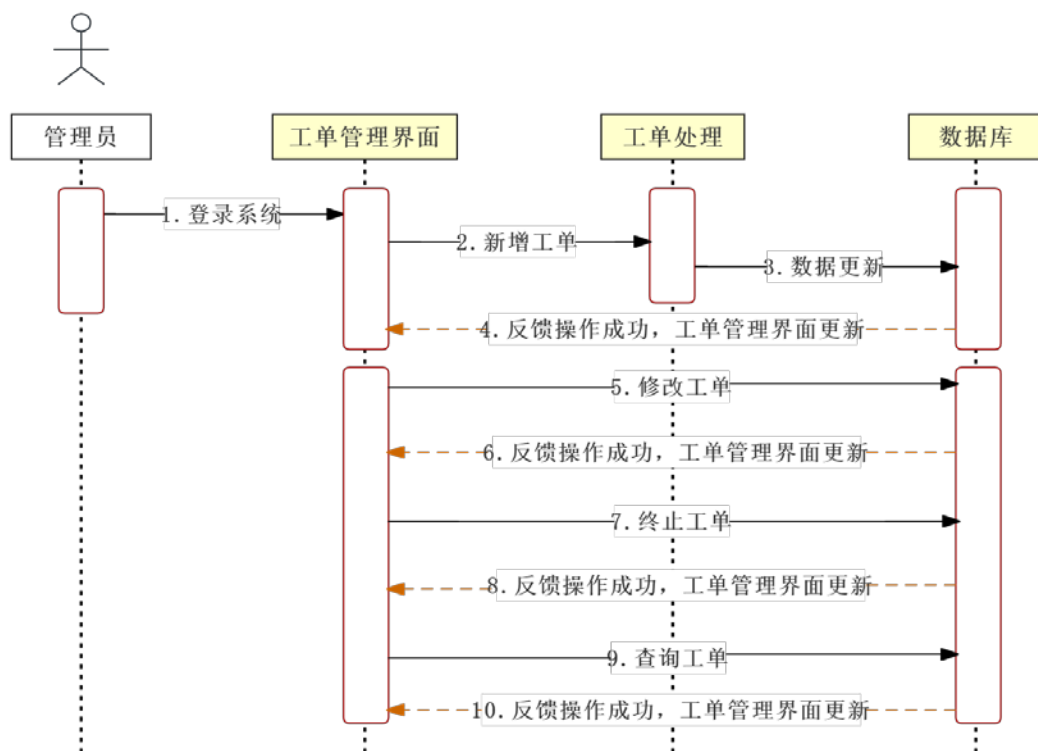 管理员
工单管理界面
工单处理
数据库
1.登录系统
2.新增工单
3.数据更新
4.反馈操作成功，工单管理界面更新
5.修改工单
6.反馈操作成功，工单管理界面更新
7.终止工单
8.反馈操作成功，工单管理界面更新
9.查询工单
10.反馈操作成功，工单管理界面更新